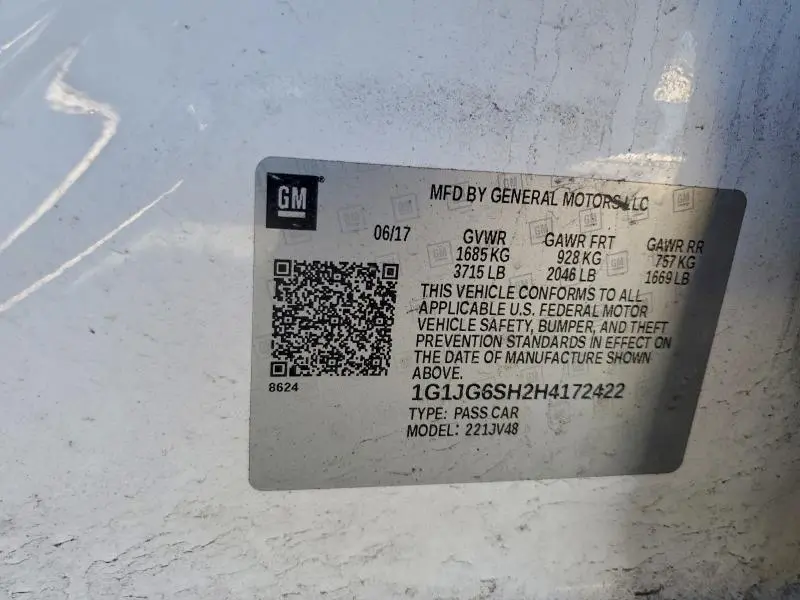 GM
MFD BY GENERAL MOTORS LLC
06/17 GVWR GAWR FRT GAWR RR
1685 KG 928 KG 757 KG
3715 LB 2046 LB 1669 LB
THIS VEHICLE CONFORMS TO ALL
APPLICABLE U.S. FEDERAL MOTOR
VEHICLE SAFETY, BUMPER, AND THEFT
PREVENTION STANDARDS IN EFFECT ON
THE DATE OF MANUFACTURE SHOWN
ABOVE.
8624
1G1JG6SH2H4172422
TYPE: PASS CAR
MODEL: 221JV48